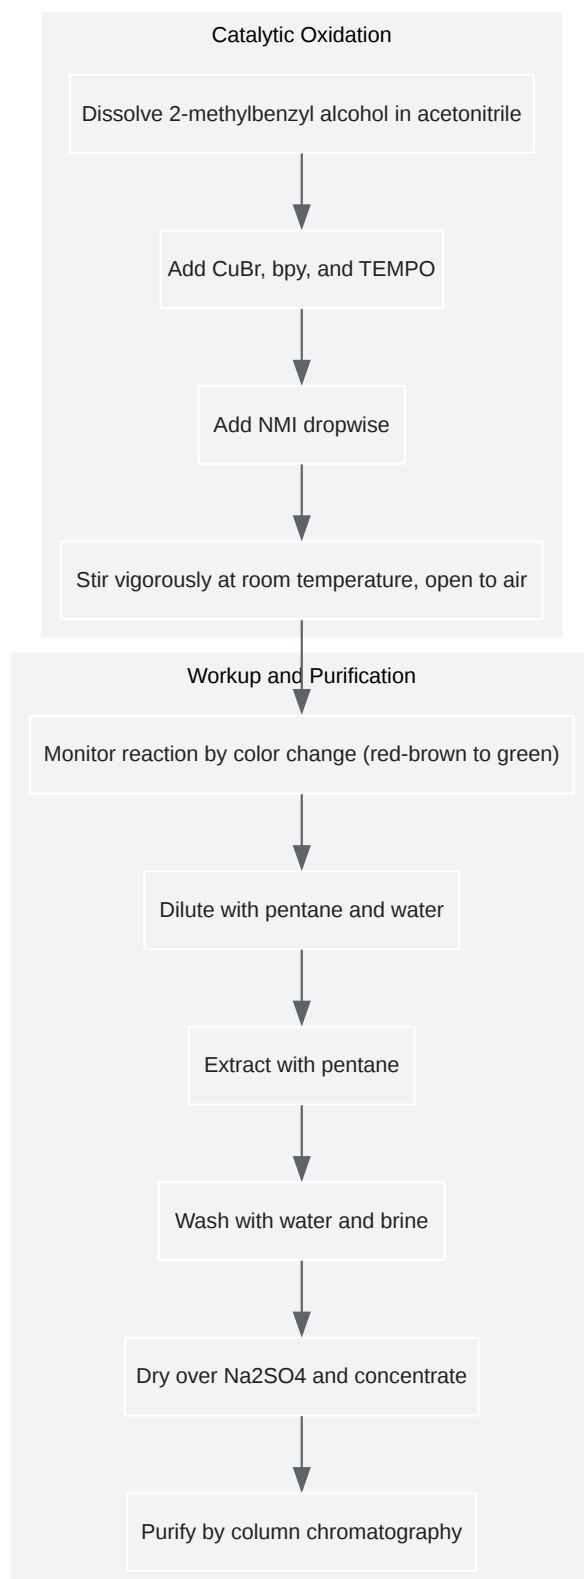 Catalytic Oxidation
Dissolve 2-methylbenzyl alcohol in acetonitrile
Add CuBr, bpy, and TEMPO
Add NMI dropwise
Stir vigorously at room temperature, open to air
Workup and Purification
Monitor reaction by color change (red-brown to green)
Dilute with pentane and water
Extract with pentane
Wash with water and brine
Dry over Na2SO4 and concentrate
Purify by column chromatography